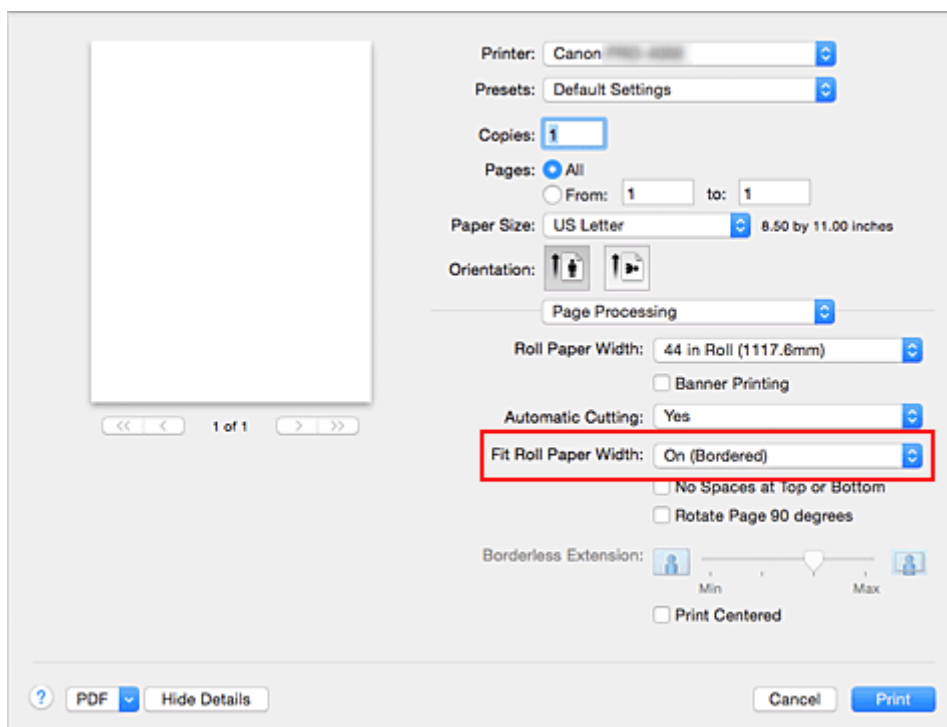 Printer: Canon
Presets: Default Settings
Copies: 1
Pages: All
From: 1 to: 1
Paper Size: US Letter 8.50 by 11.00 inches
Orientation:
Page Processing
Roll Paper Width: 44 in Roll (1117.6mm)
Banner Printing
<< < 1 of 1 > >>
Automatic Cutting: Yes
Fit Roll Paper Width: On (Bordered)
No Spaces at Top or Bottom
Rotate Page 90 degrees
Borderless Extension:
Min Max
Print Centered
? PDF Hide Details Cancel Print